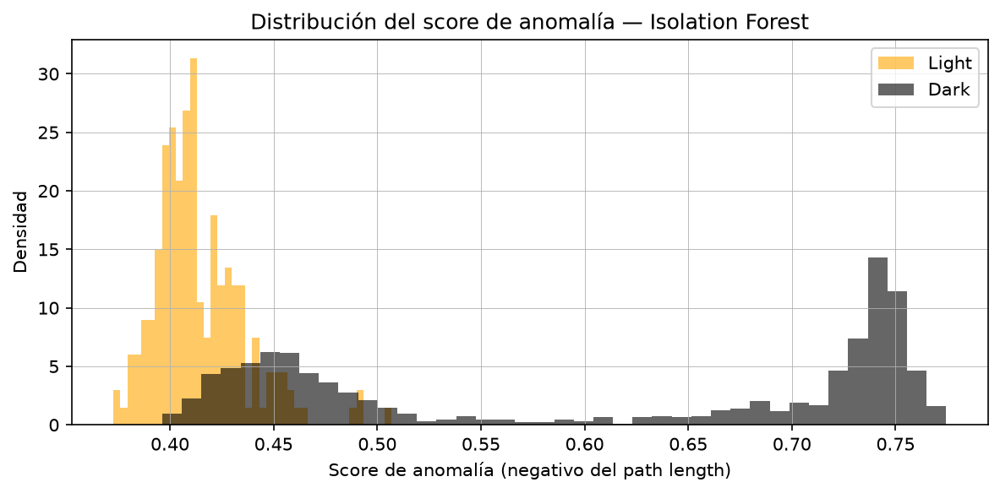 Distribución del score de anomalía — Isolation Forest
Light
Dark
Densidad
30
25
20
15
10
5
0
0.40 0.45 0.50 0.55 0.60 0.65 0.70 0.75
Score de anomalía (negativo del path length)